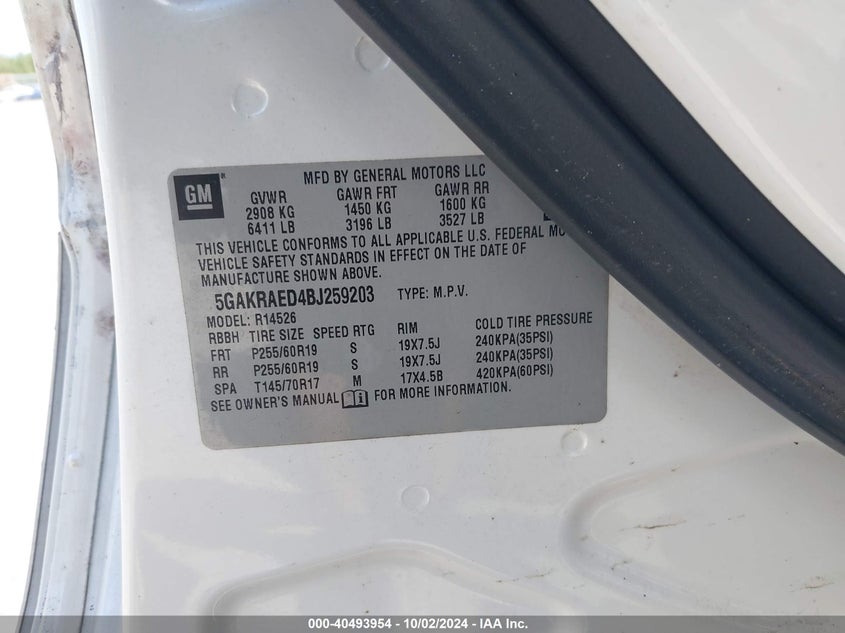 MFD BY GENERAL MOTORS LLC
GM
GVWR GAWR FRT GAWR RR
2908 KG 1450 KG 1600 KG
6411 LB 3196 LB 3527 LB
THIS VEHICLE CONFORMS TO ALL APPLICABLE U.S. FEDERAL
VEHICLE SAFETY STANDARDS IN EFFECT ON THE DATE OF
MANUFACTURE SHOWN ABOVE.
5GAKRAED4BJ259203 TYPE: M.P.V.
MODEL: R14526
RBBH TIRE SIZE SPEED RTG RIM COLD TIRE PRESSURE
FRT P255/60R19 S 19X7.5J 240KPA(35PSI)
RR P255/60R19 S 19X7.5J 240KPA(35PSI)
SPA T145/70R17 M 17X4.5B 420KPA(60PSI)
SEE OWNER'S MANUAL FOR MORE INFORMATION.
000-40493954 - 10/02/2024 - IAA Inc.